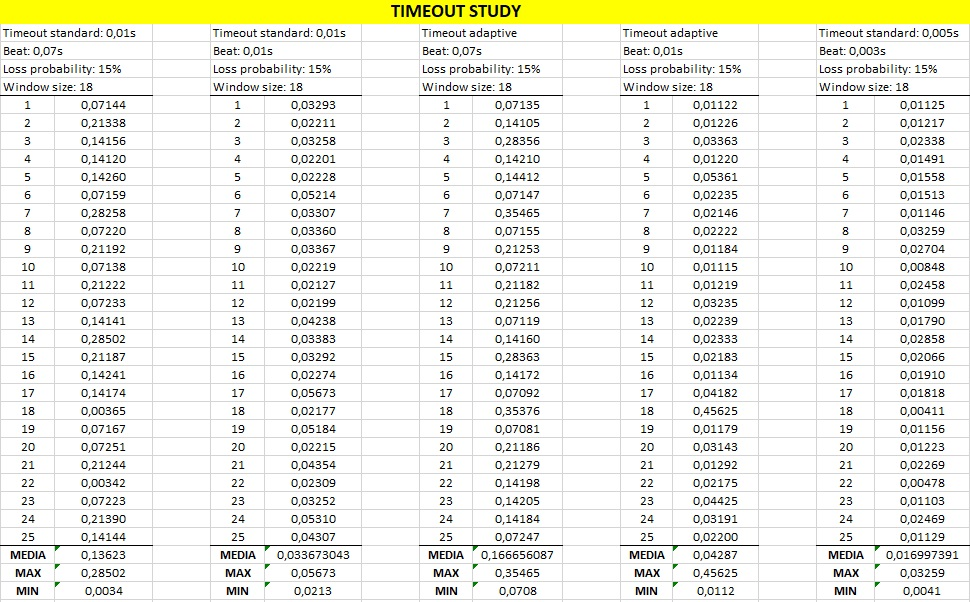 TIMEOUT STUDY
Timeout standard: 0,01s Timeout standard: 0,01s Timeout adaptive Timeout adaptive Timeout standard: 0,005s
Beat: 0,07s Beat: 0,01s Beat: 0,07s Beat: 0,01s Beat: 0,003s
Loss probability: 15% Loss probability: 15% Loss probability: 15% Loss probability: 15% Loss probability: 15%
Window size: 18 Window size: 18 Window size: 18 Window size: 18 Window size: 18
1 0,07144 1 0,03293 1 0,07135 1 0,01122 1 0,01125
2 0,21338 2 0,02211 2 0,14105 2 0,01226 2 0,01217
3 0,14156 3 0,03258 3 0,28356 3 0,03363 3 0,02338
4 0,14120 4 0,02201 4 0,14210 4 0,01220 4 0,01491
5 0,14260 5 0,02228 5 0,14412 5 0,05361 5 0,01558
6 0,07159 6 0,05214 6 0,07147 6 0,02235 6 0,01513
7 0,28258 7 0,03307 7 0,35465 7 0,02146 7 0,01146
8 0,07220 8 0,03360 8 0,07155 8 0,02222 8 0,03259
9 0,21192 9 0,03367 9 0,21253 9 0,01184 9 0,02704
10 0,07138 10 0,02219 10 0,07211 10 0,01115 10 0,00848
11 0,21222 11 0,02127 11 0,21182 11 0,01219 11 0,02458
12 0,07233 12 0,02199 12 0,21256 12 0,03235 12 0,01099
13 0,14141 13 0,04238 13 0,07119 13 0,02239 13 0,01790
14 0,28502 14 0,03383 14 0,14160 14 0,02333 14 0,02858
15 0,21187 15 0,03292 15 0,28363 15 0,02183 15 0,02066
16 0,14241 16 0,02274 16 0,14172 16 0,01134 16 0,01910
17 0,14174 17 0,05673 17 0,07092 17 0,04182 17 0,01818
18 0,00365 18 0,02177 18 0,35376 18 0,45625 18 0,00411
19 0,07167 19 0,05184 19 0,07081 19 0,01179 19 0,01156
20 0,07251 20 0,02215 20 0,21186 20 0,03143 20 0,01223
21 0,21244 21 0,04354 21 0,21279 21 0,01292 21 0,02269
22 0,00342 22 0,02309 22 0,14198 22 0,02175 22 0,00478
23 0,07223 23 0,03252 23 0,14205 23 0,04425 23 0,01103
24 0,21390 24 0,05310 24 0,14184 24 0,03191 24 0,02469
25 0,14144 25 0,04307 25 0,07247 25 0,02200 25 0,01129
MEDIA 0,13623 MEDIA 0,033673043 MEDIA 0,166656087 MEDIA 0,04287 MEDIA 0,016997391
MAX 0,28502 MAX 0,05673 MAX 0,35465 MAX 0,45625 MAX 0,03259
MIN 0,0034 MIN 0,0213 MIN 0,0708 MIN 0,0112 MIN 0,0041